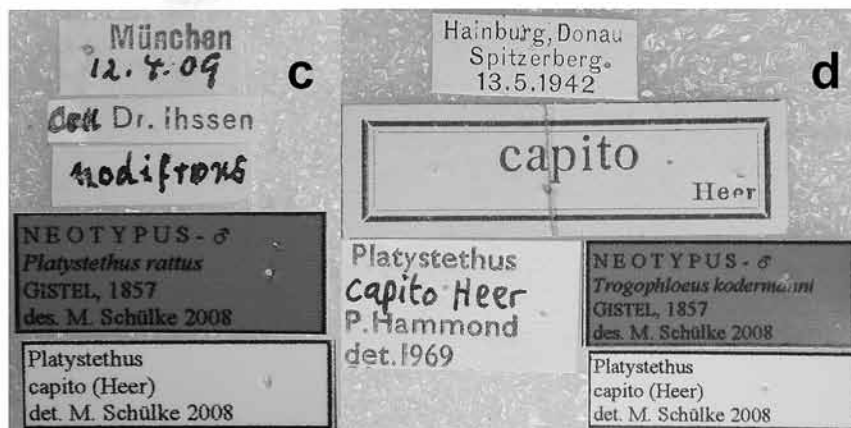 München
12.4.09
c
coll Dr. Ihssen
nodifrons
NEOTYPUS-♂
Platystethus rattus
GISTEL, 1857
des. M. Schülke 2008
Platystethus
capito (Heer)
det. M. Schülke 2008
Hainburg, Donau
Spitzerberg.
13.5.1942
d
capito
Heer
Platystethus
capito Heer
P. Hammond
det. 1969
NEOTYPUS-♂
Trogophloeus kodermanni
GISTEL, 1857
des. M. Schülke 2008
Platystethus
capito (Heer)
det. M. Schülke 2008